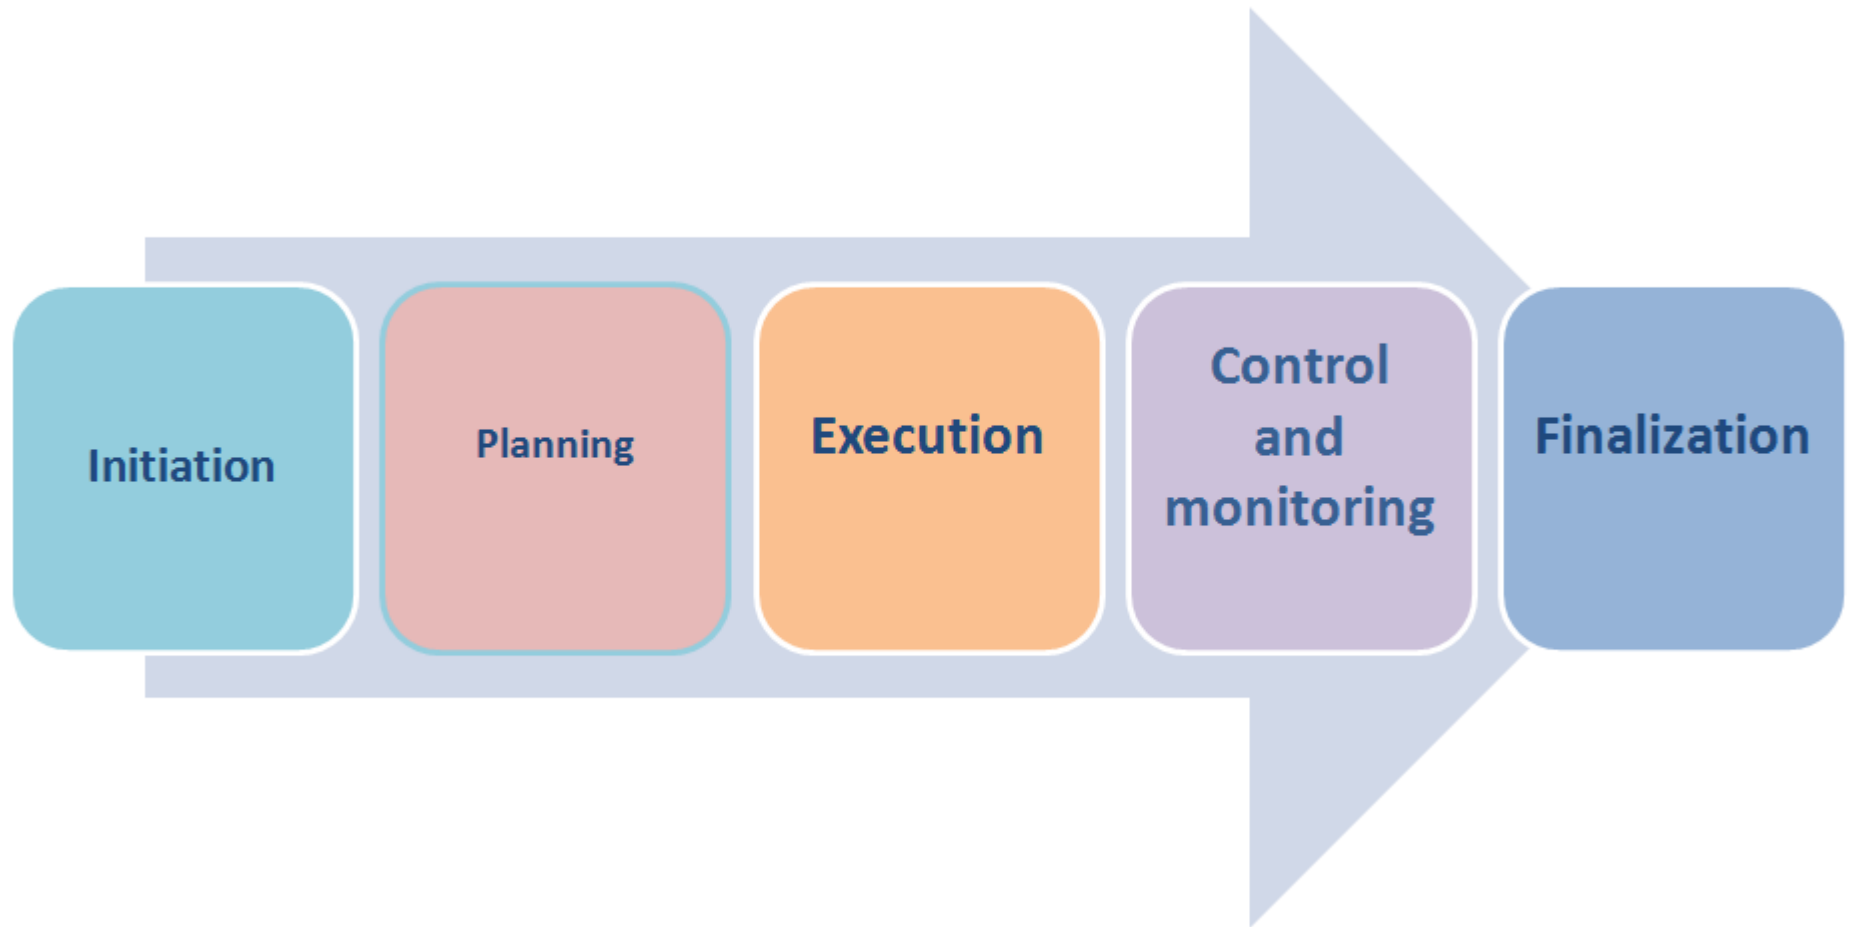 Initiation
Planning
Execution
Control
and
monitoring
Finalization